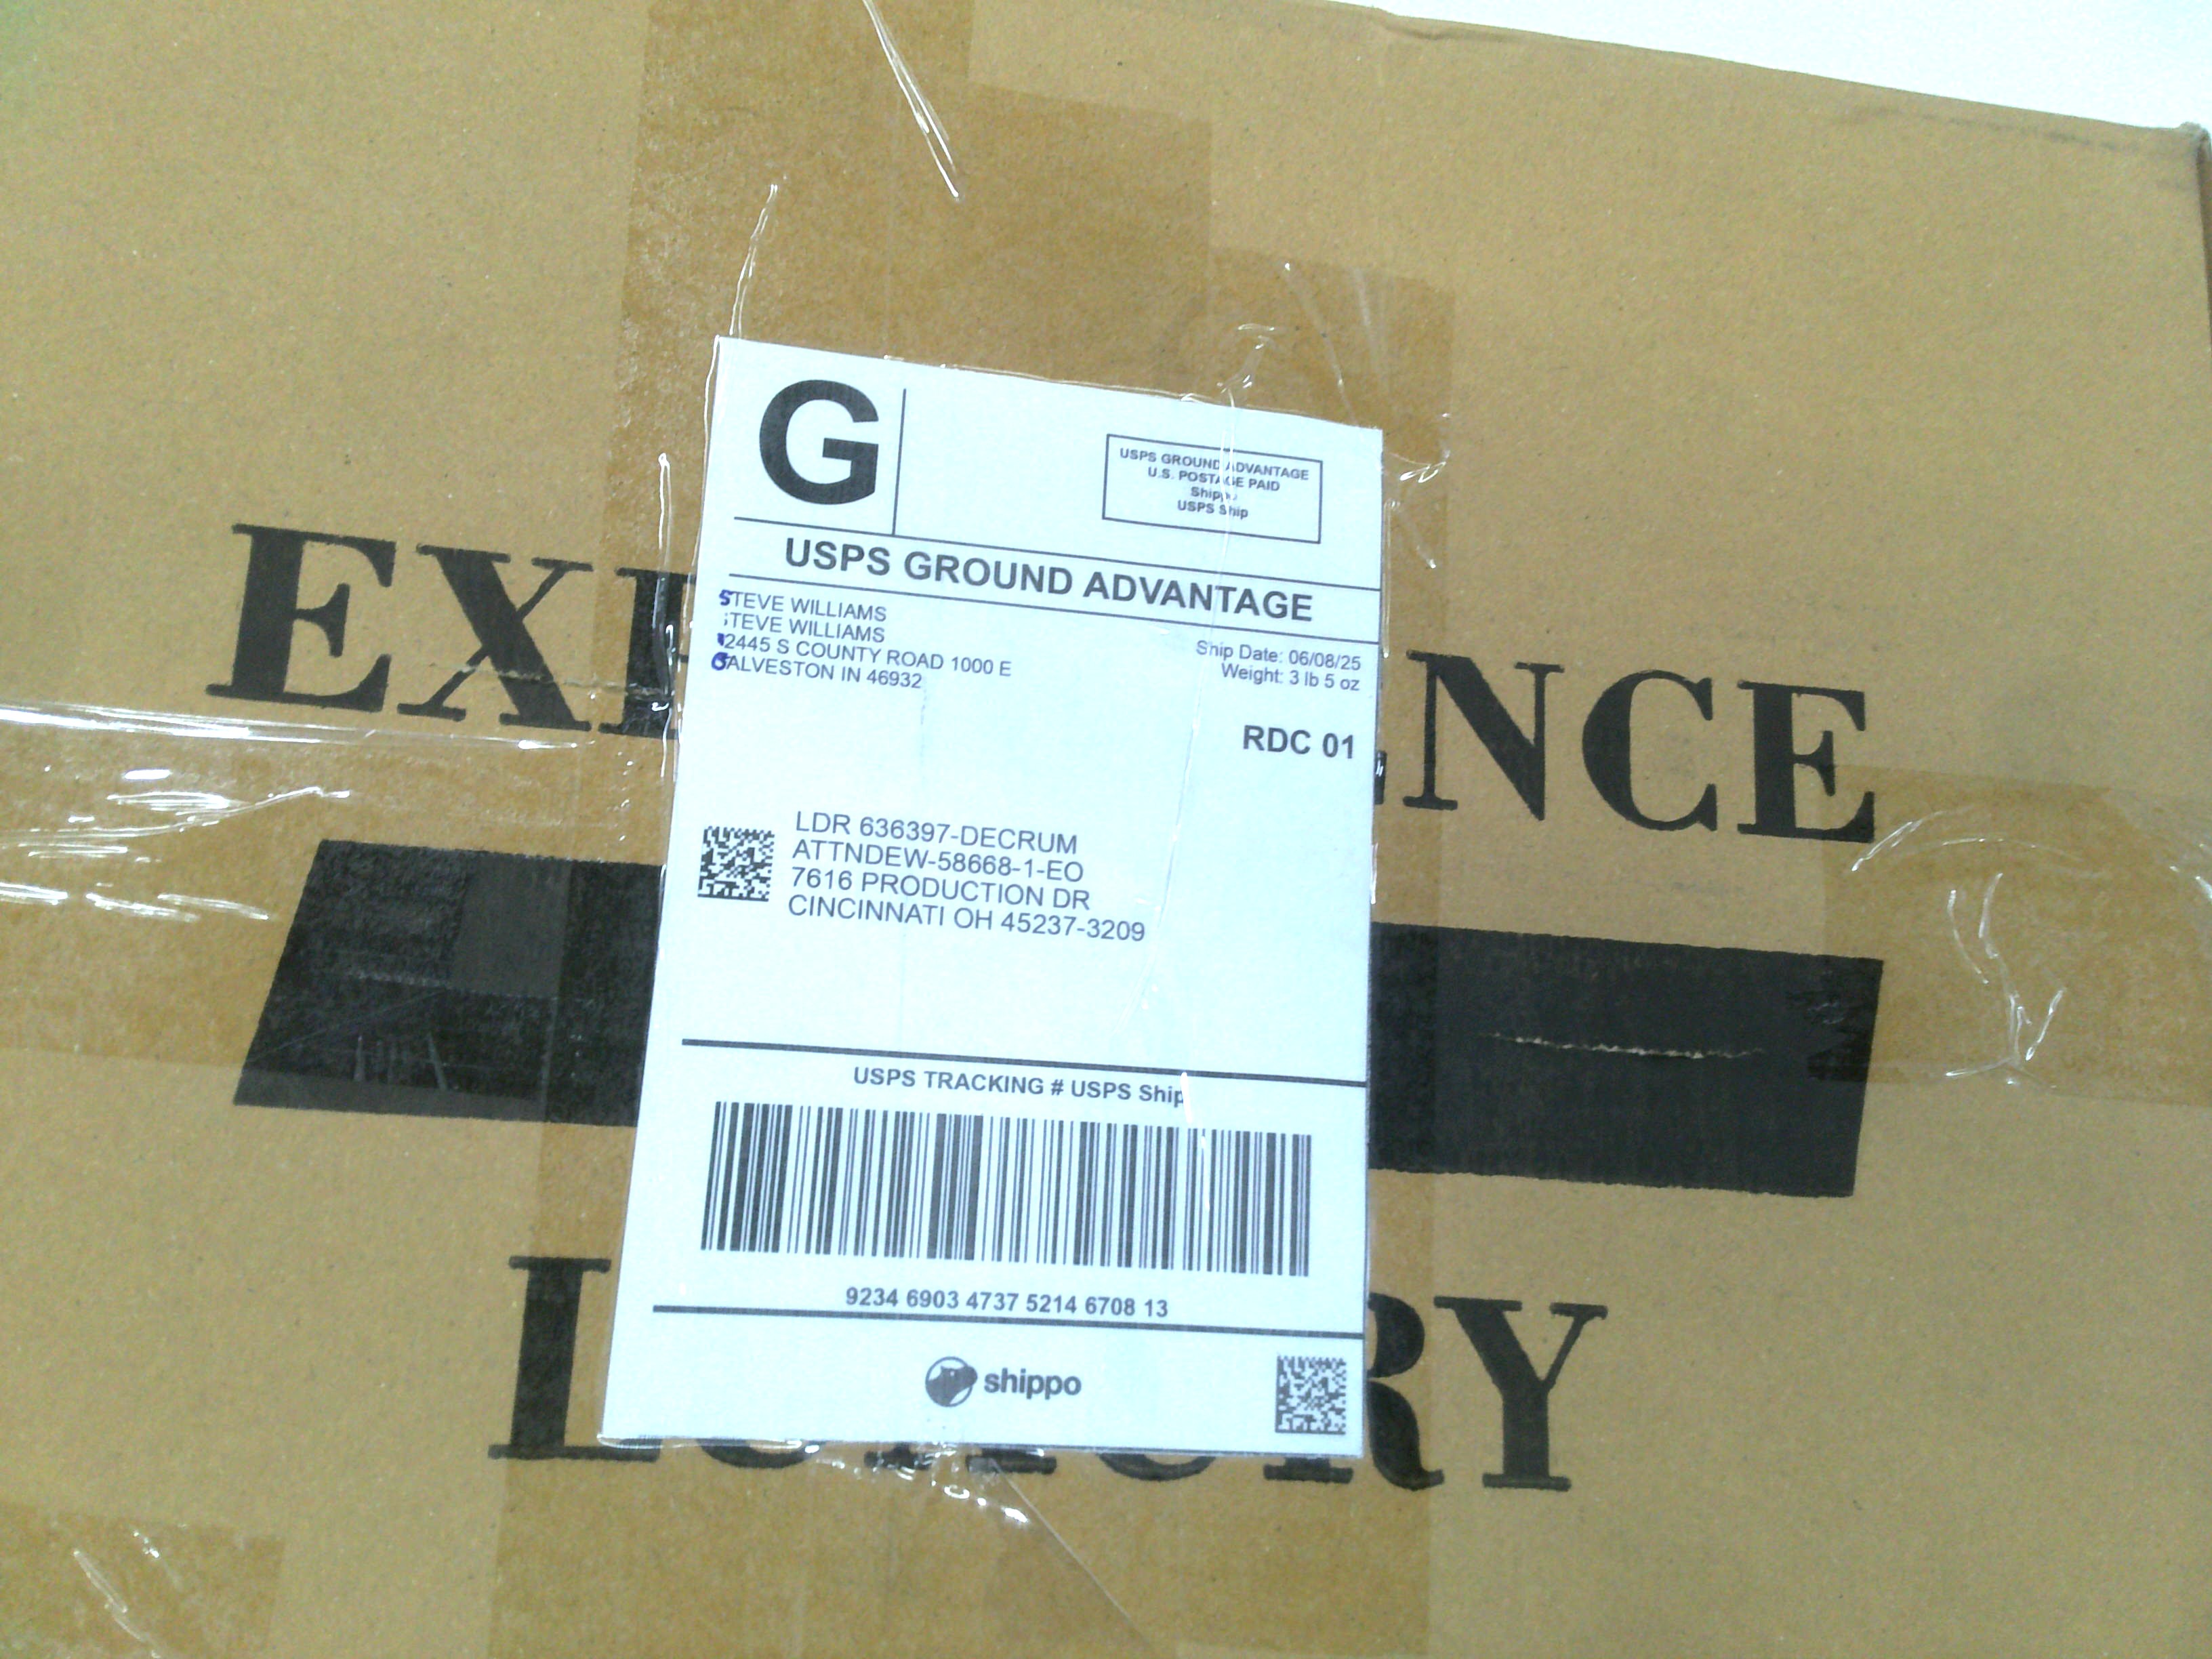 G
USPS GROUND ADVANTAGE
U.S. POSTAGE PAID
Shippo
USPS Ship
USPS GROUND ADVANTAGE
STEVE WILLIAMS
STEVE WILLIAMS
2445 S COUNTY ROAD 1000 E
GALVESTON IN 46932
Ship Date: 06/08/25
Weight: 3 lb 5 oz
RDC 01
LDR 636397-DECRUM
ATTNDEW-58668-1-EO
7616 PRODUCTION DR
CINCINNATI OH 45237-3209
USPS TRACKING # USPS Ship
9234 6903 4737 5214 6708 13
shippo